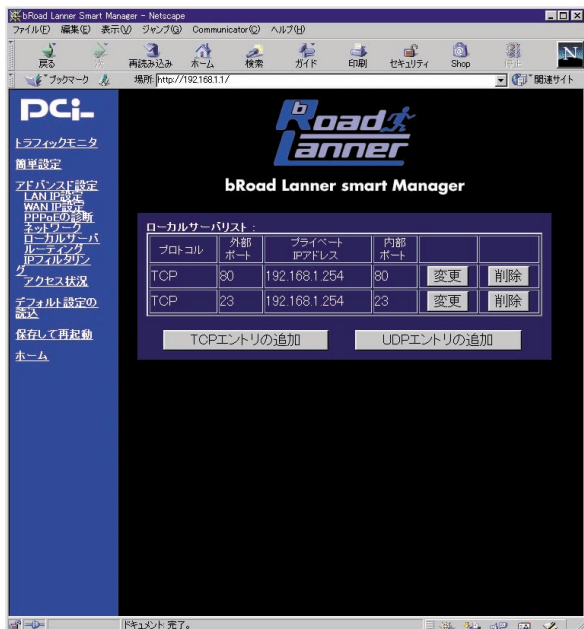 bRoad Lanner Smart Manager - Netscape
ファイル(F) 編集(E) 表示(V) ジャンプ(G) Communicator(C) ヘルプ(H)
戻る 再読み込み ホーム 検索 ガイド 印刷 セキュリティ Shop 停止
N
ブックマーク 場所: http://192.168.1.1/ 関連サイト
PCi
トラフィックモニタ
簡単設定
アドバンスド設定
LAN IP設定
WAN IP設定
PPPoEの診断
ネットワーク
ローカルサーバ
ルーティング
IPフィルタリン
グ
アクセス状況
デフォルト設定の
読込
保存して再起動
ホーム
bRoad
Lanner
bRoad Lanner smart Manager
ローカルサーバリスト :
プロトコル 外部ポート プライベートIPアドレス 内部ポート
TCP 80 192.168.1.254 80 変更 削除
TCP 23 192.168.1.254 23 変更 削除
TCPエントリの追加 UDPエントリの追加
ドキュメント: 完了。